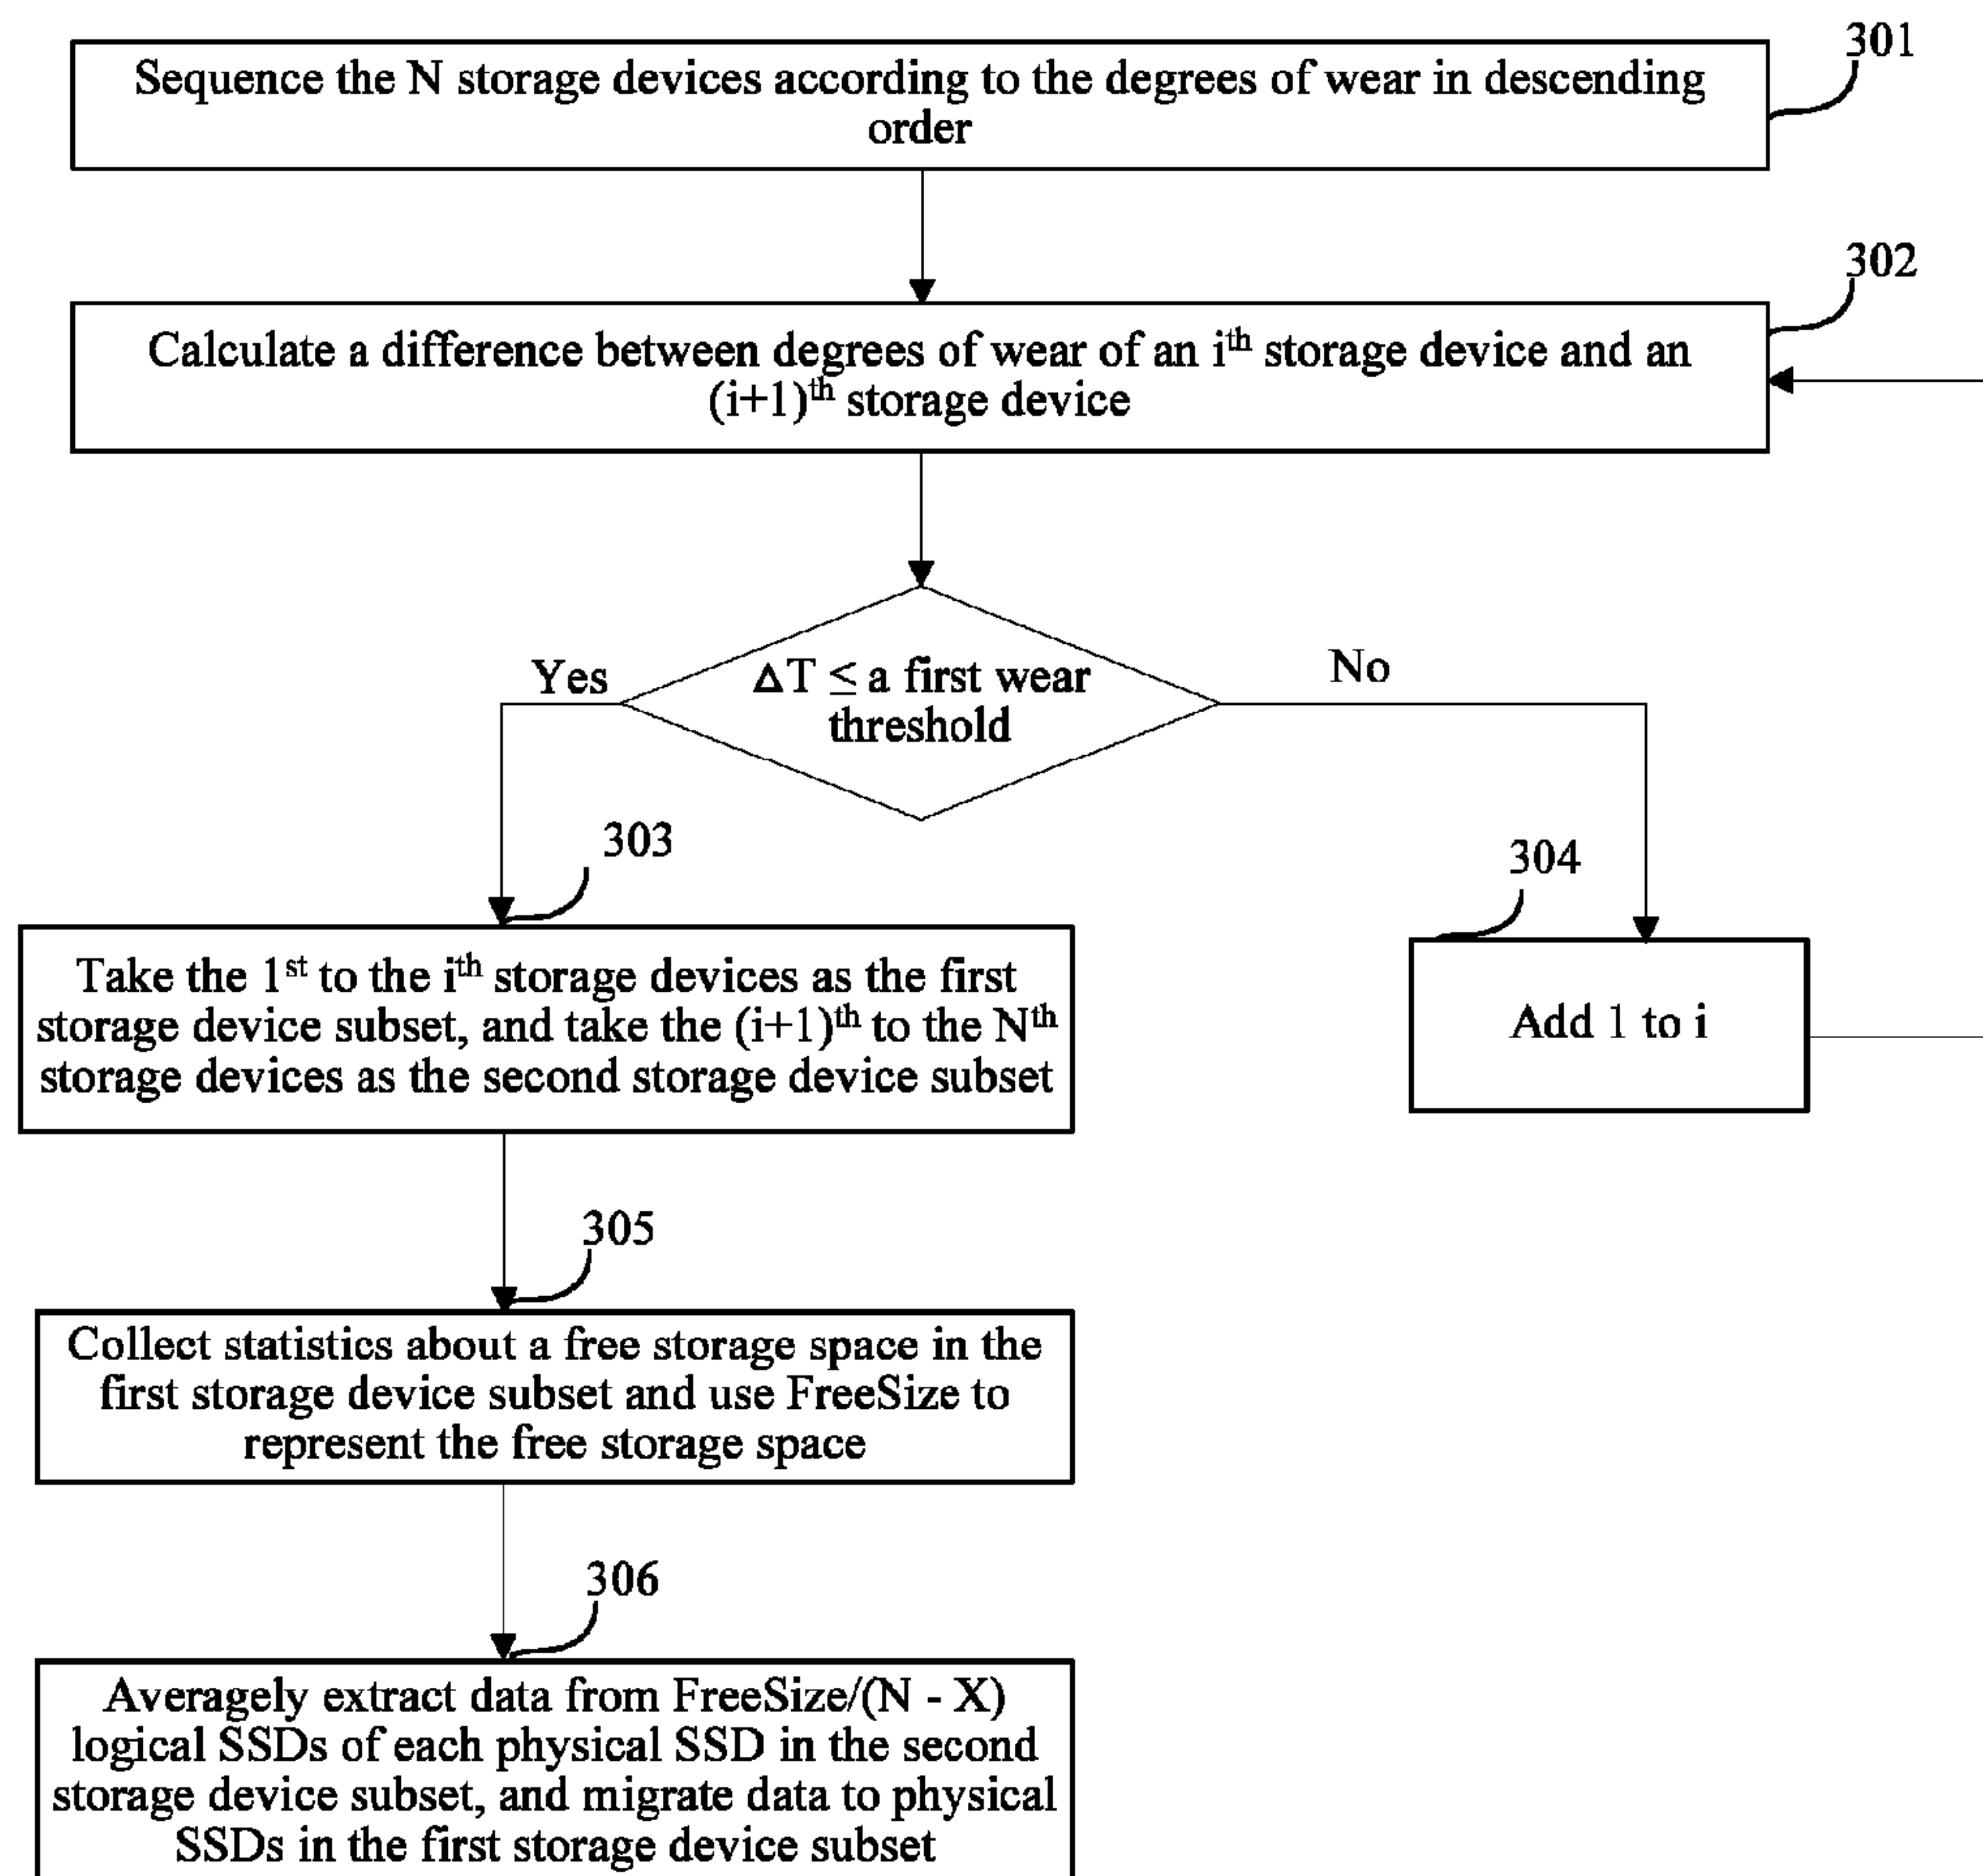 301
Sequence the N storage devices according to the degrees of wear in descending
order
302
Calculate a difference between degrees of wear of an iᵗʰ storage device and an
(i+1)ᵗʰ storage device
Yes
ΔT ≤ a first wear
threshold
No
303
304
Take the 1ˢᵗ to the iᵗʰ storage devices as the first
storage device subset, and take the (i+1)ᵗʰ to the Nᵗʰ
storage devices as the second storage device subset
Add 1 to i
305
Collect statistics about a free storage space in the
first storage device subset and use FreeSize to
represent the free storage space
306
Averagely extract data from FreeSize/(N - X)
logical SSDs of each physical SSD in the second
storage device subset, and migrate data to physical
SSDs in the first storage device subset